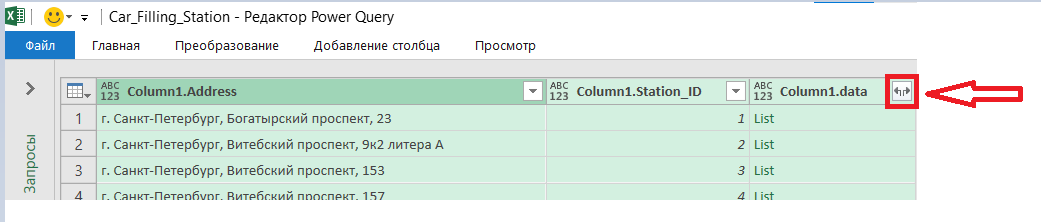 Car_Filling_Station - Редактор Power Query
Файл Главная Преобразование Добавление столбца Просмотр
Запросы
ABC 123 Column1.Address ABC 123 Column1.Station_ID ABC 123 Column1.data
1 г. Санкт-Петербург, Богатырский проспект, 23 1 List
2 г. Санкт-Петербург, Витебский проспект, 9к2 литера А 2 List
3 г. Санкт-Петербург, Витебский проспект, 153 3 List
4 г. Санкт-Петербург, Витебский проспект, 157 4 List